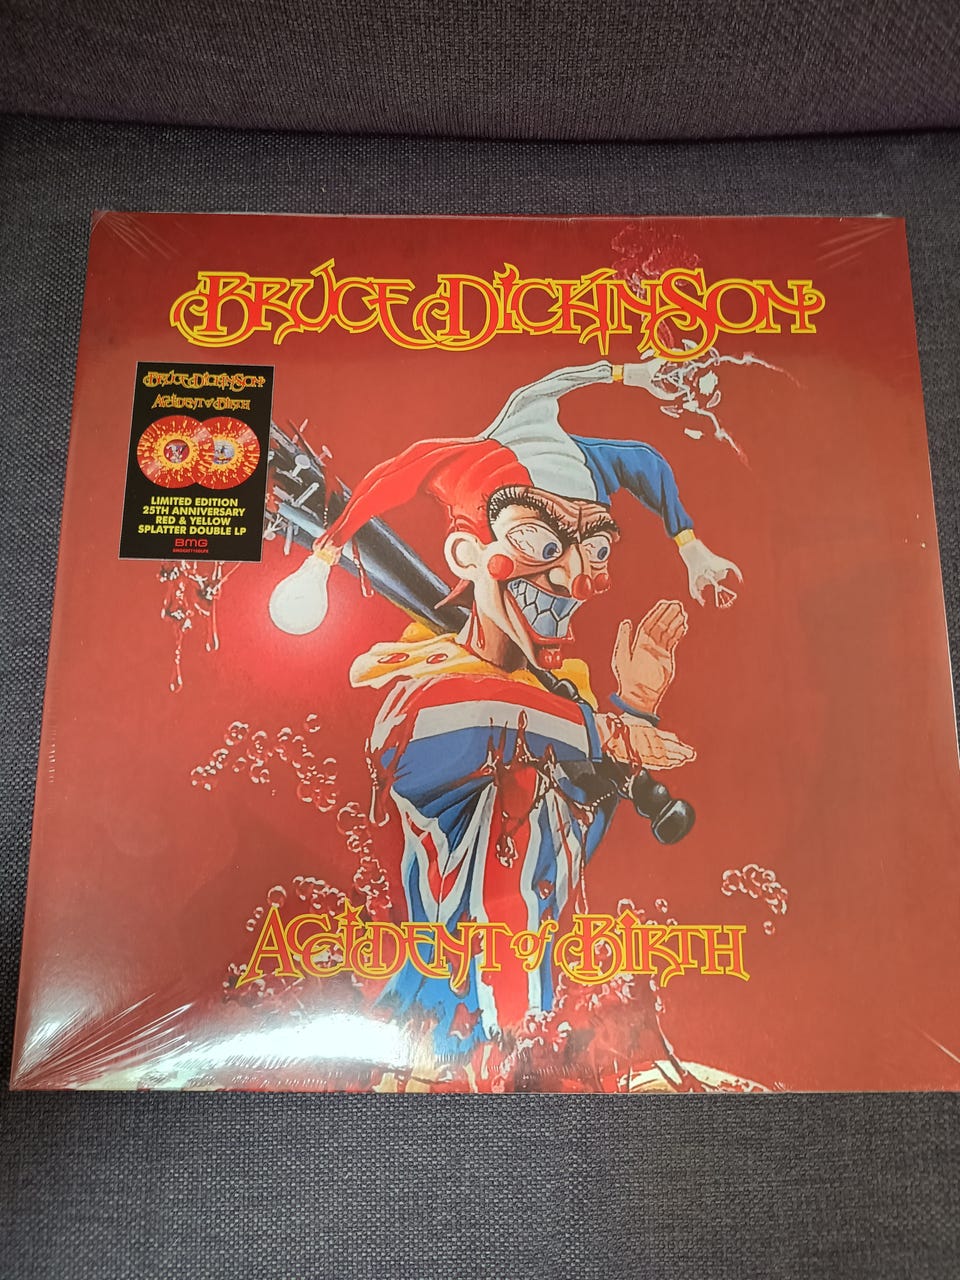 BRUCE DICKINSON
BRUCE DICKINSON
ACCIDENT OF BIRTH
LIMITED EDITION
25TH ANNIVERSARY
RED & YELLOW
SPLATTER DOUBLE LP
BMG
ACCIDENT of BIRTH